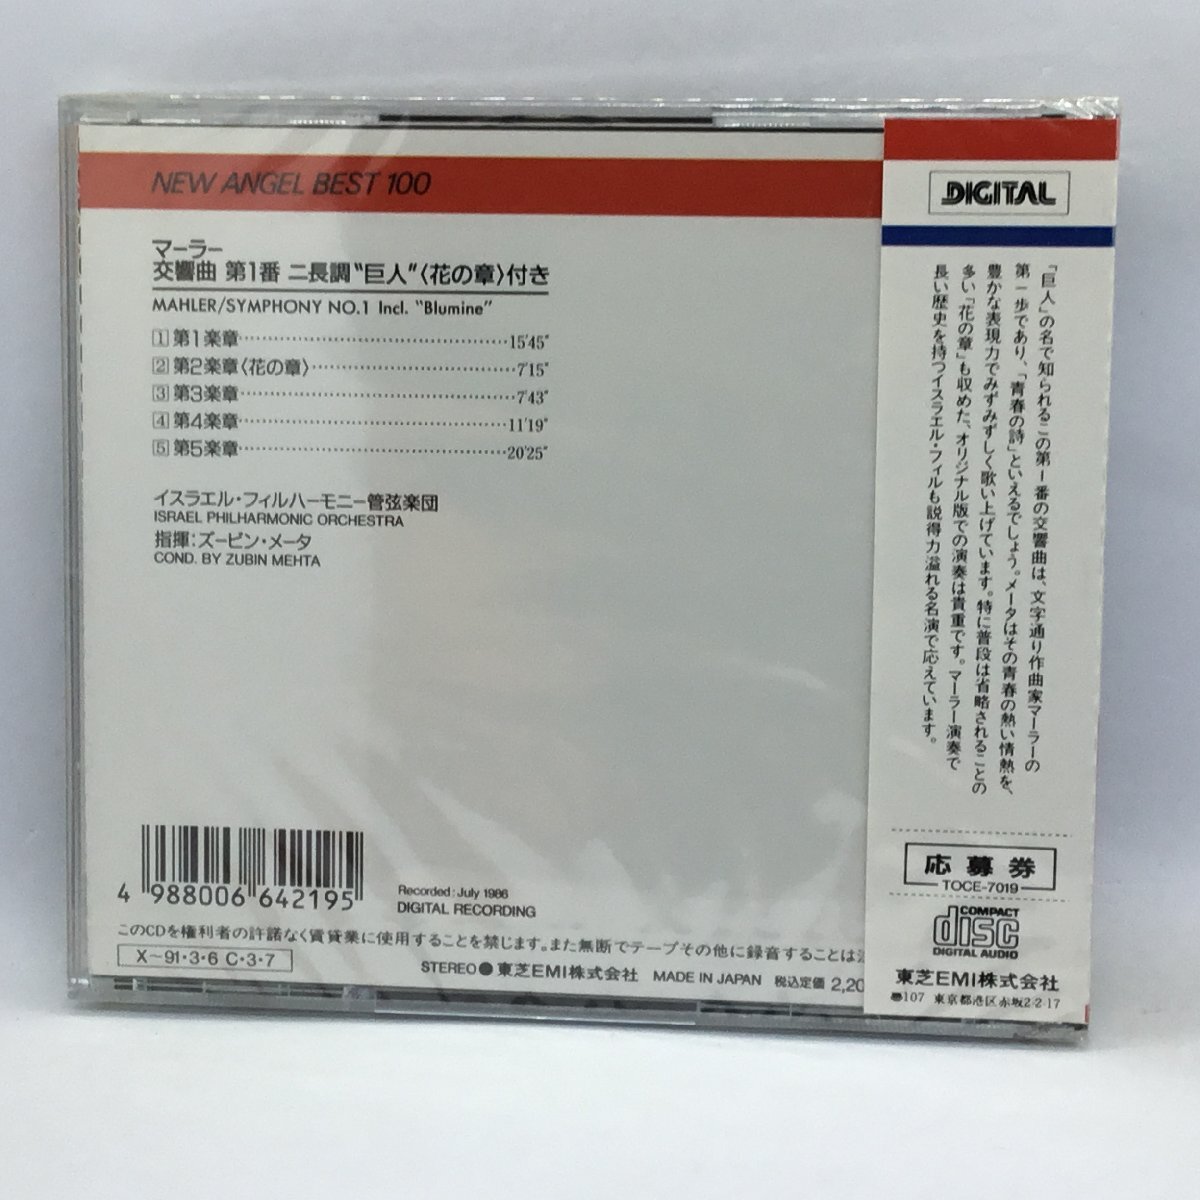 NEW ANGEL BEST 100
マーラー
交響曲 第1番 ニ長調"巨人"〈花の章〉付き
MAHLER/SYMPHONY NO.1 Incl. "Blumine"
1 第1楽章 15'45"
2 第2楽章〈花の章〉 7'15"
3 第3楽章 7'43"
4 第4楽章 11'19"
5 第5楽章 20'25"
イスラエル・フィルハーモニー管弦楽団
ISRAEL PHILHARMONIC ORCHESTRA
指揮:ズービン・メータ
COND. BY ZUBIN MEHTA
4 988006 642195
Recorded: July 1986
DIGITAL RECORDING
このCDを権利者の許諾なく賃貸業に使用することを禁じます。また無断でテープその他に録音することは
X-91・3・6 C・3・7
STEREO●東芝EMI株式会社 MADE IN JAPAN 税込定価 2,20
DIGITAL
「巨人」の名で知られるこの第1番の交響曲は、文字通り作曲家マーラーの
第一歩であり、「青春の詩」といえるでしょう。メータはその青春の熱い情熱を、
豊かな表現力でみずみずしく歌い上げています。特に普段は省略されることの
多い「花の章」も収めた、オリジナル版での演奏は貴重です。マーラー演奏で
長い歴史を持つイスラエル・フィルも説得力溢れる名演で応えています。
応募券
TOCE-7019
COMPACT
disc
DIGITAL AUDIO
東芝EMI株式会社
〠107 東京都港区赤坂2-2-17